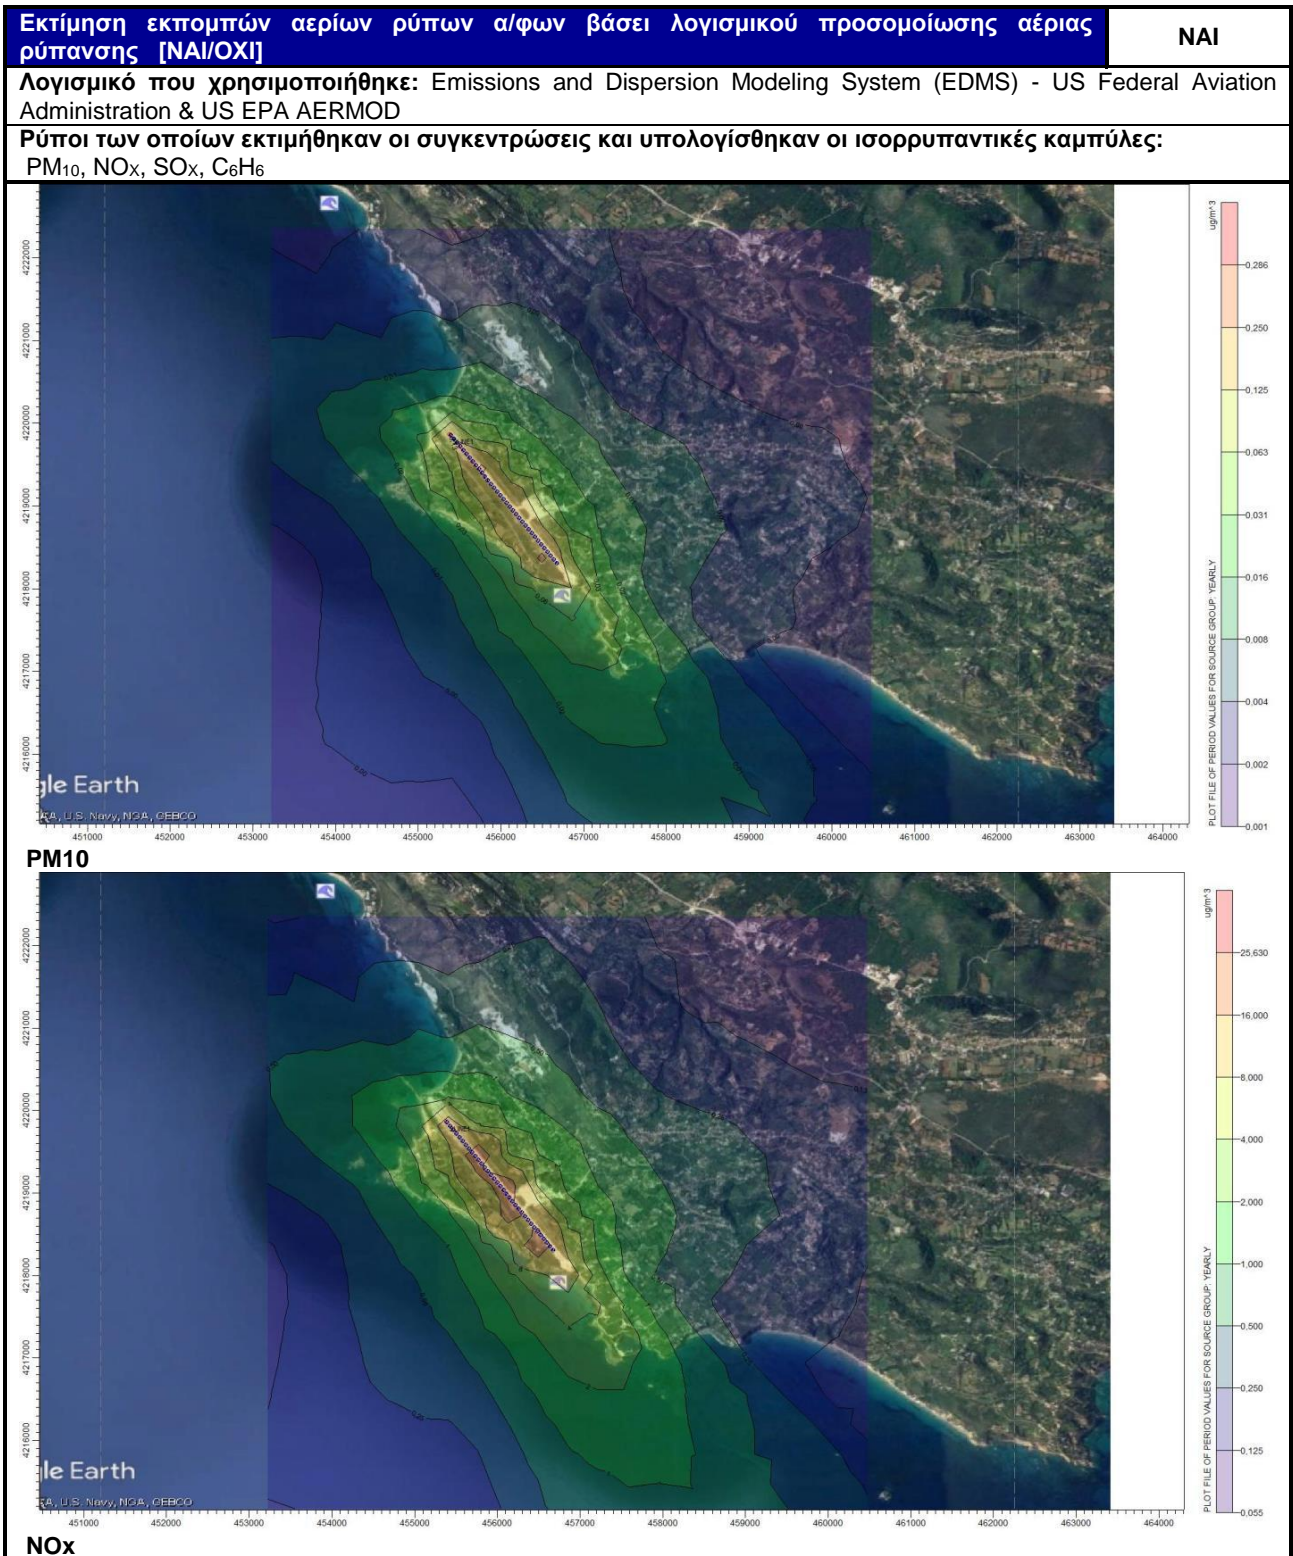 Εκτίμηση εκπομπών αερίων ρύπων α/φων βάσει λογισμικού προσομοίωσης αέριας
ρύπανσης [ΝΑΙ/ΟΧΙ]
ΝΑΙ
Λογισμικό που χρησιμοποιήθηκε: Emissions and Dispersion Modeling System (EDMS) - US Federal Aviation
Administration & US EPA AERMOD
Ρύποι των οποίων εκτιμήθηκαν οι συγκεντρώσεις και υπολογίσθηκαν οι ισορρυπαντικές καμπύλες:
PM10, NOX, SOX, C6H6
4222000
4221000
4220000
4219000
4218000
4217000
4216000
gle Earth
U.S. Navy, NGA, GEBCO
451000 452000 453000 454000 455000 456000 457000 458000 459000 460000 461000 462000 463000 464000
ug/m^3
0.286
0.250
0.125
0.063
0.031
0.016
0.008
0.004
0.002
0.001
PLOT FILE OF PERIOD VALUES FOR SOURCE GROUP: YEARLY
PM10
4222000
4221000
4220000
4219000
4218000
4217000
4216000
le Earth
U.S. Navy, NGA, GEBCO
451000 452000 453000 454000 455000 456000 457000 458000 459000 460000 461000 462000 463000 464000
ug/m^3
25,630
16,000
8,000
4,000
2,000
1,000
0,500
0,250
0,125
0,055
PLOT FILE OF PERIOD VALUES FOR SOURCE GROUP: YEARLY
NOx